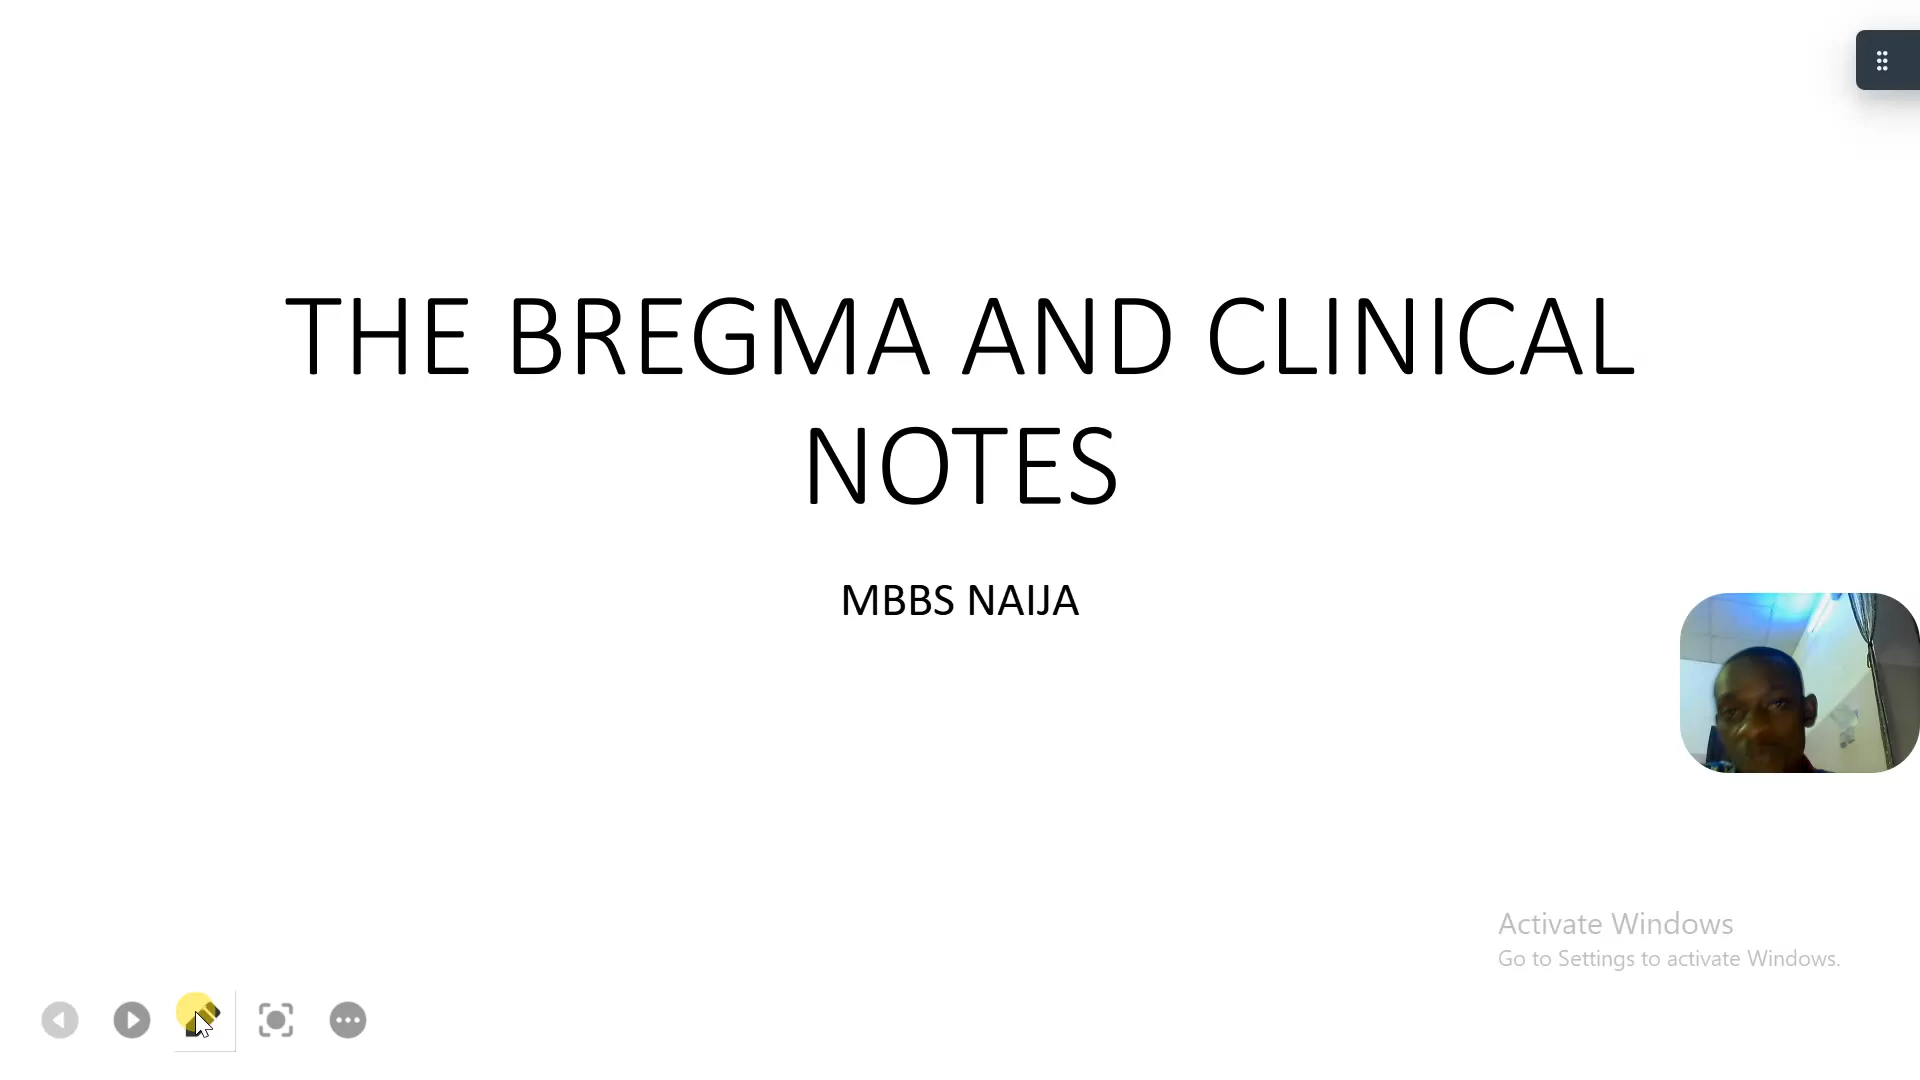 THE BREGMA AND CLINICAL
NOTES
MBBS NAIJA
Activate Windows
Go to Settings to activate Windows.